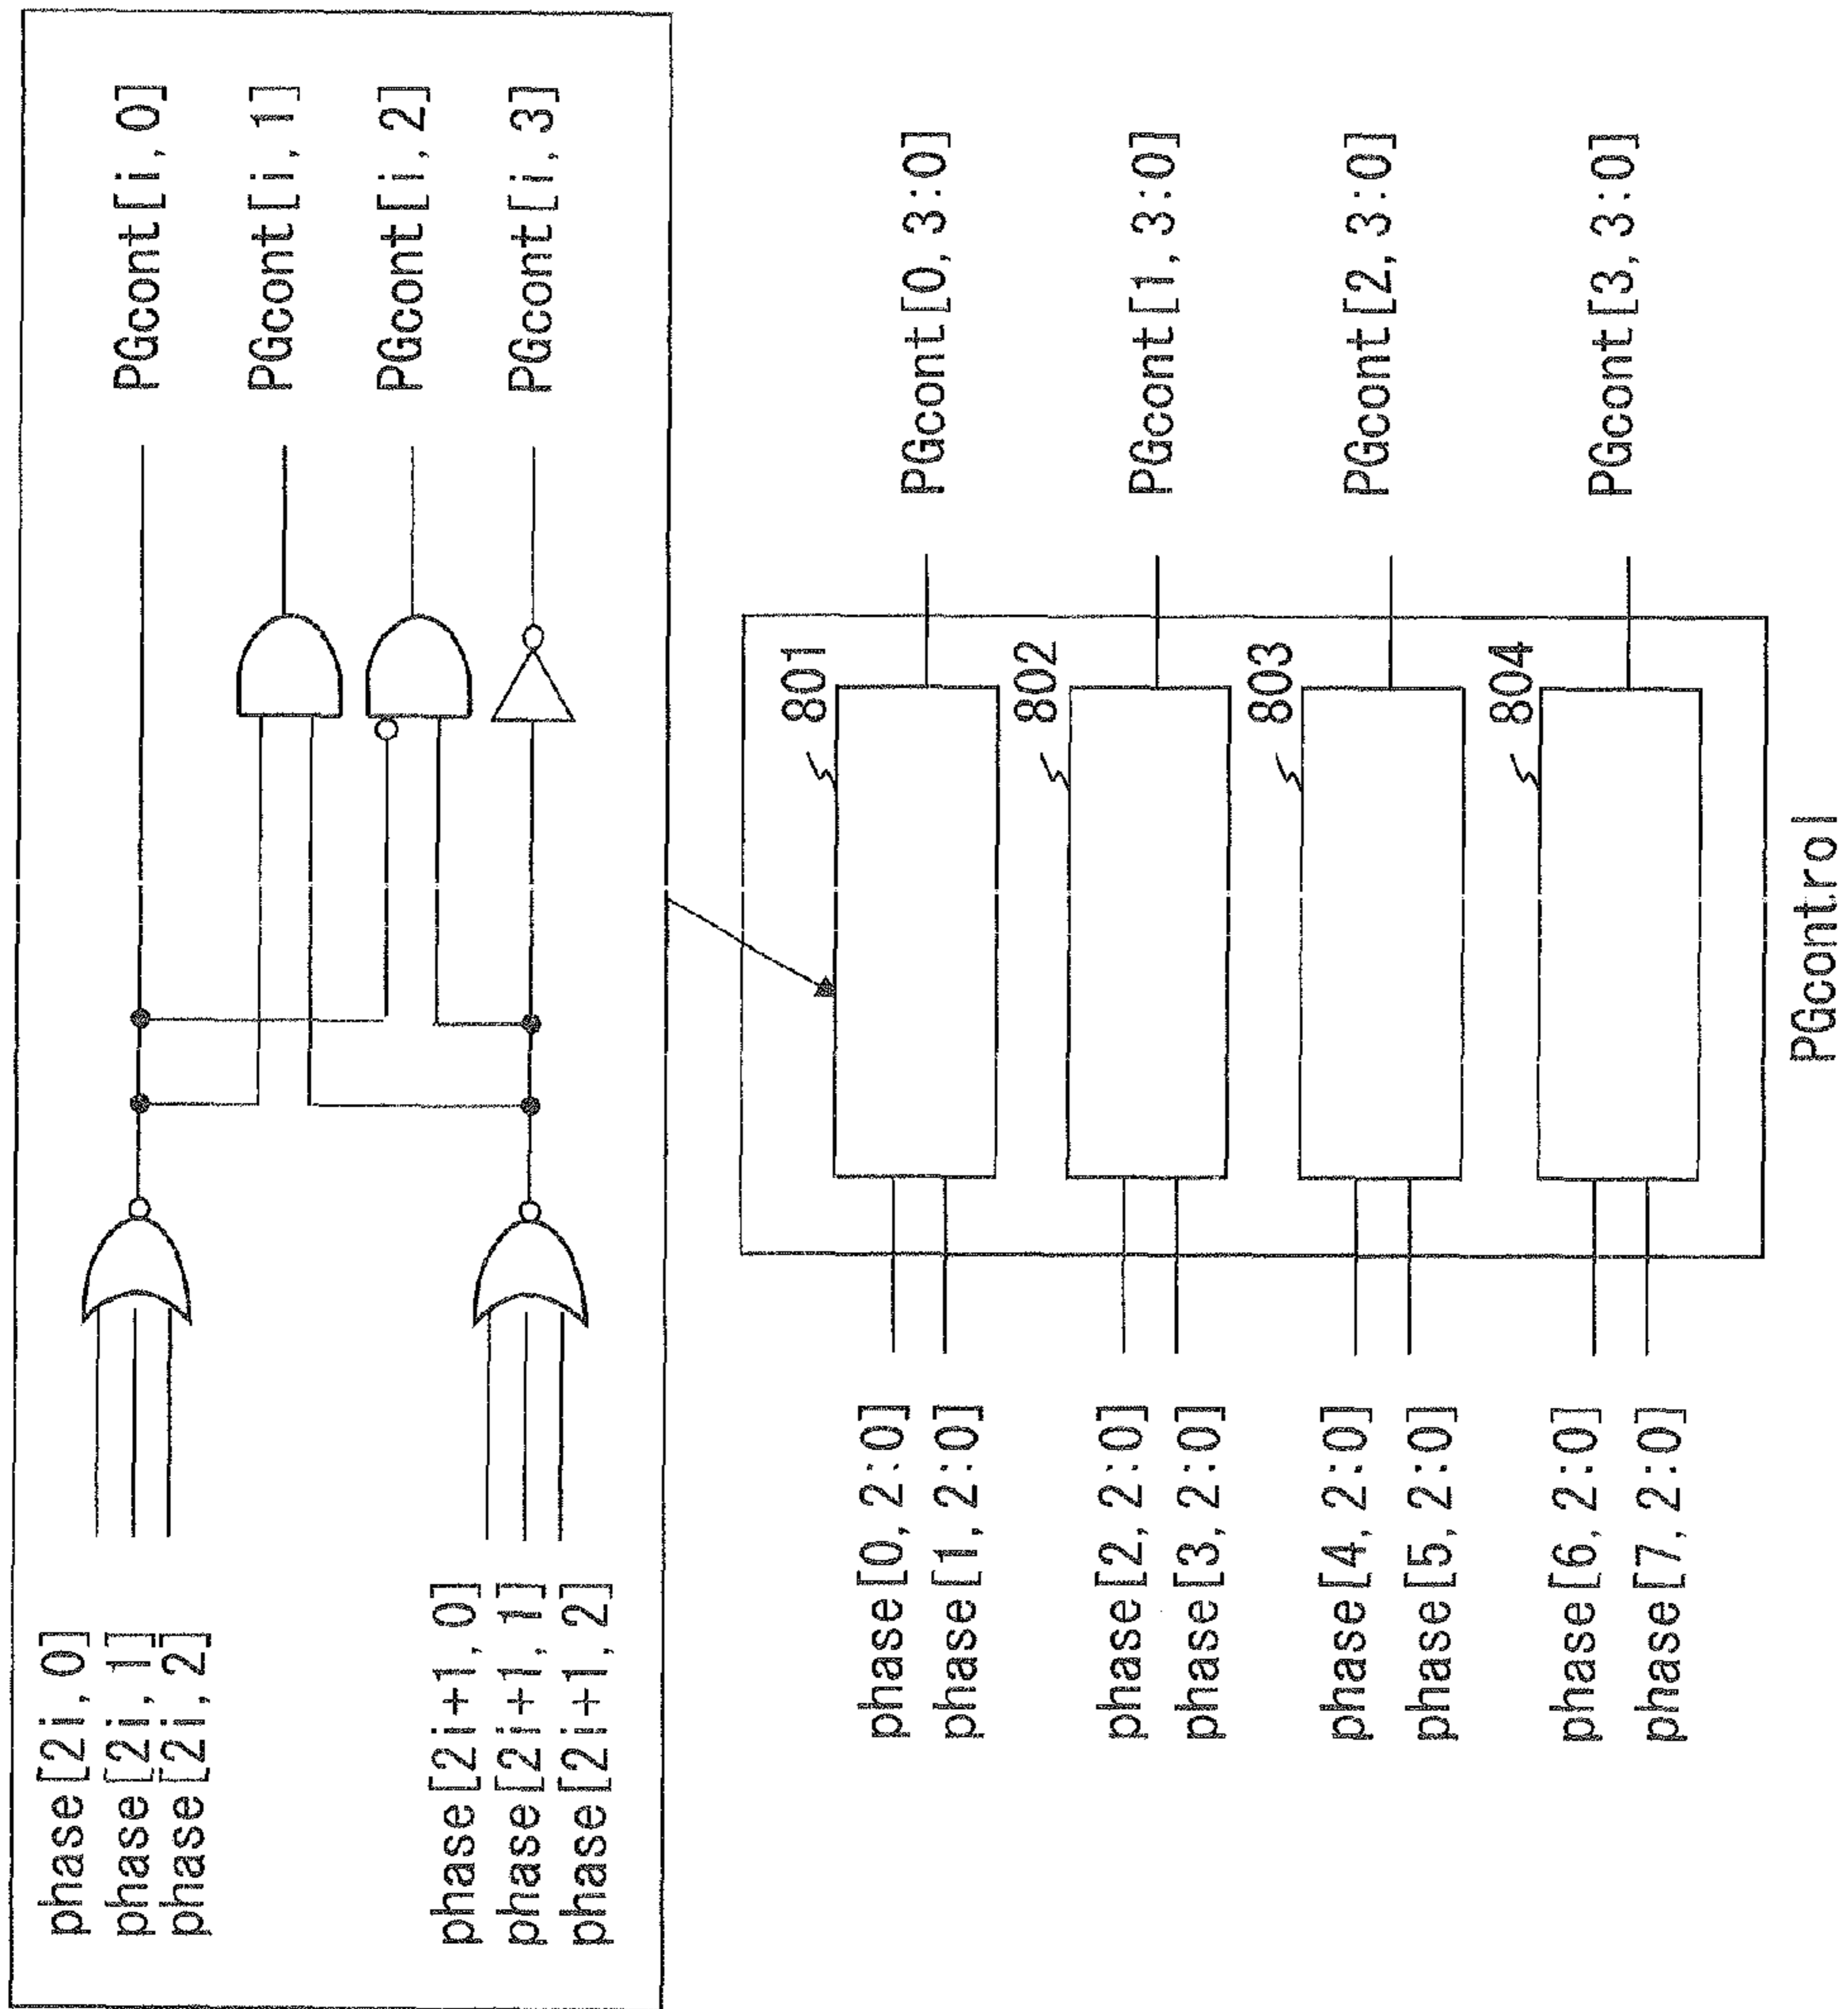 phase[2i,0]
phase[2i,1]
phase[2i,2]
phase[2i+1,0]
phase[2i+1,1]
phase[2i+1,2]
PGcont[i,0]
PGcont[i,1]
PGcont[i,2]
PGcont[i,3]
phase[0,2:0]
phase[1,2:0]
phase[2,2:0]
phase[3,2:0]
phase[4,2:0]
phase[5,2:0]
phase[6,2:0]
phase[7,2:0]
801
802
803
804
PGcont[0,3:0]
PGcont[1,3:0]
PGcont[2,3:0]
PGcont[3,3:0]
PGcontrol